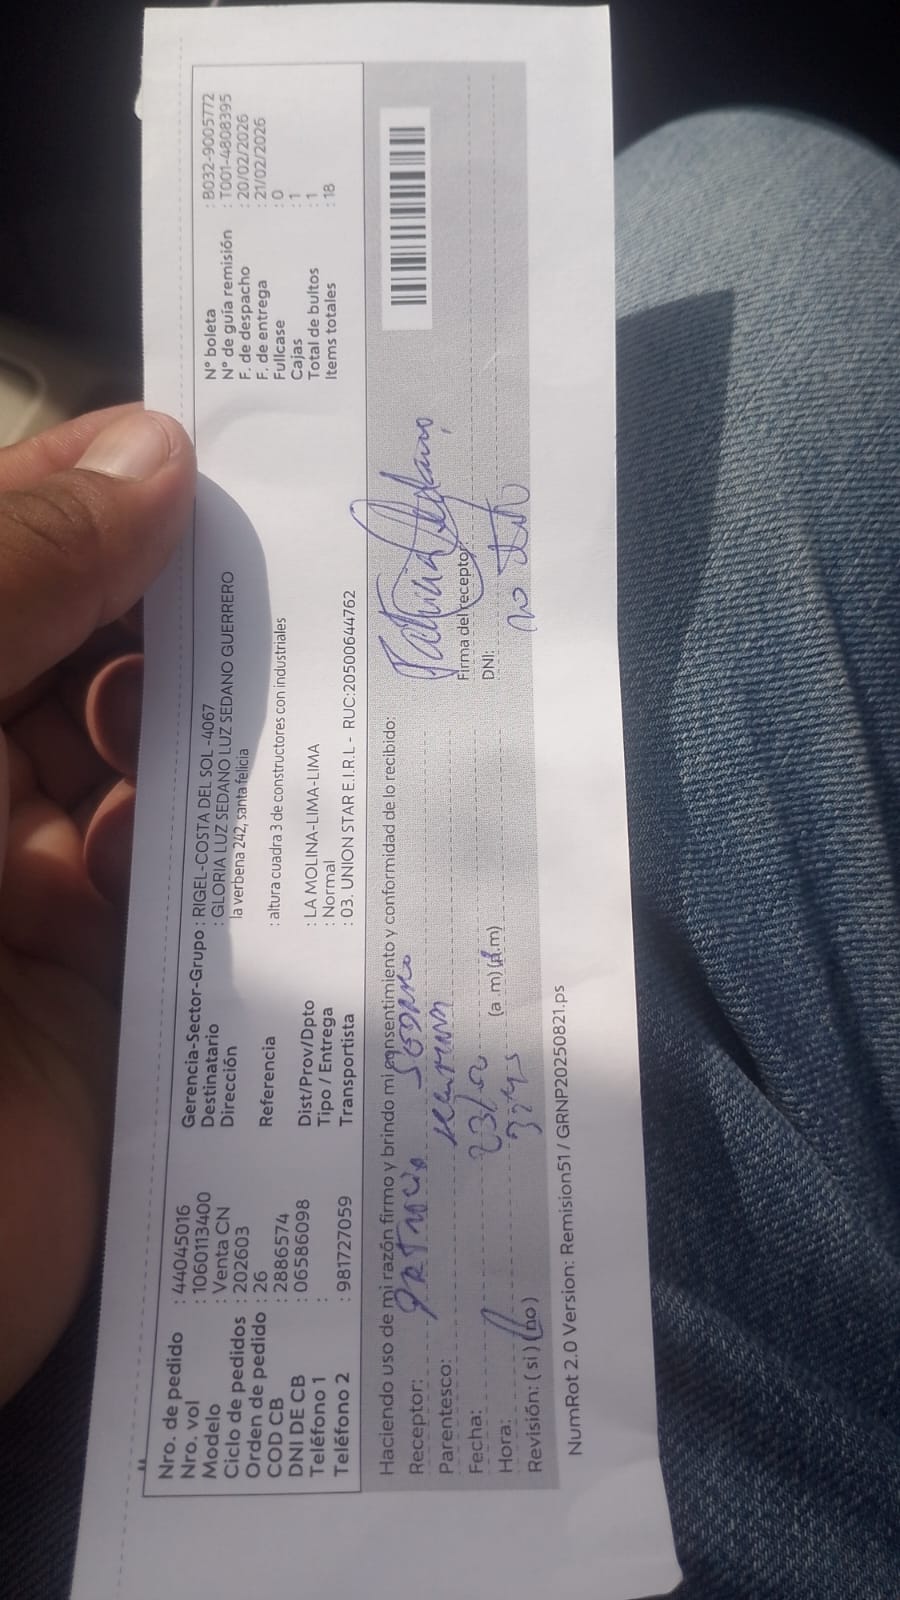 Nro. de pedido : 44045016
Nro. vol : 1060113400
Modelo : Venta CN
Ciclo de pedidos : 202603
Orden de pedido : 26
COD CB : 2886574
DNI DE CB : 06586098
Teléfono 1 :
Teléfono 2 : 981727059
Gerencia-Sector-Grupo : RIGEL-COSTA DEL SOL -4067
Destinatario : GLORIA LUZ SEDANO LUZ SEDANO GUERRERO
Dirección la verbena 242, santa felicia
Referencia : altura cuadra 3 de constructores con industriales
Dist/Prov/Dpto : LA MOLINA-LIMA-LIMA
Tipo / Entrega : Normal
Transportista : 03. UNION STAR E.I.R.L - RUC:20500644762
N° boleta : B032-9005772
N° de guía remisión : T001-4808395
F. de despacho : 20/02/2026
F. de entrega : 21/02/2026
Fullcase : 0
Cajas : 1
Total de bultos : 1
Items totales : 18
Haciendo uso de mi razón firmo y brindo mi consentimiento y conformidad de lo recibido:
Receptor: Patricia Sedano
Parentesco: hermana
Fecha:
Hora: (a .m) (p.m)
Revisión: ( si ) ( no )
Firma del receptor:
DNI:
NumRot 2.0 Version: Remision51 / GRNP20250821.ps